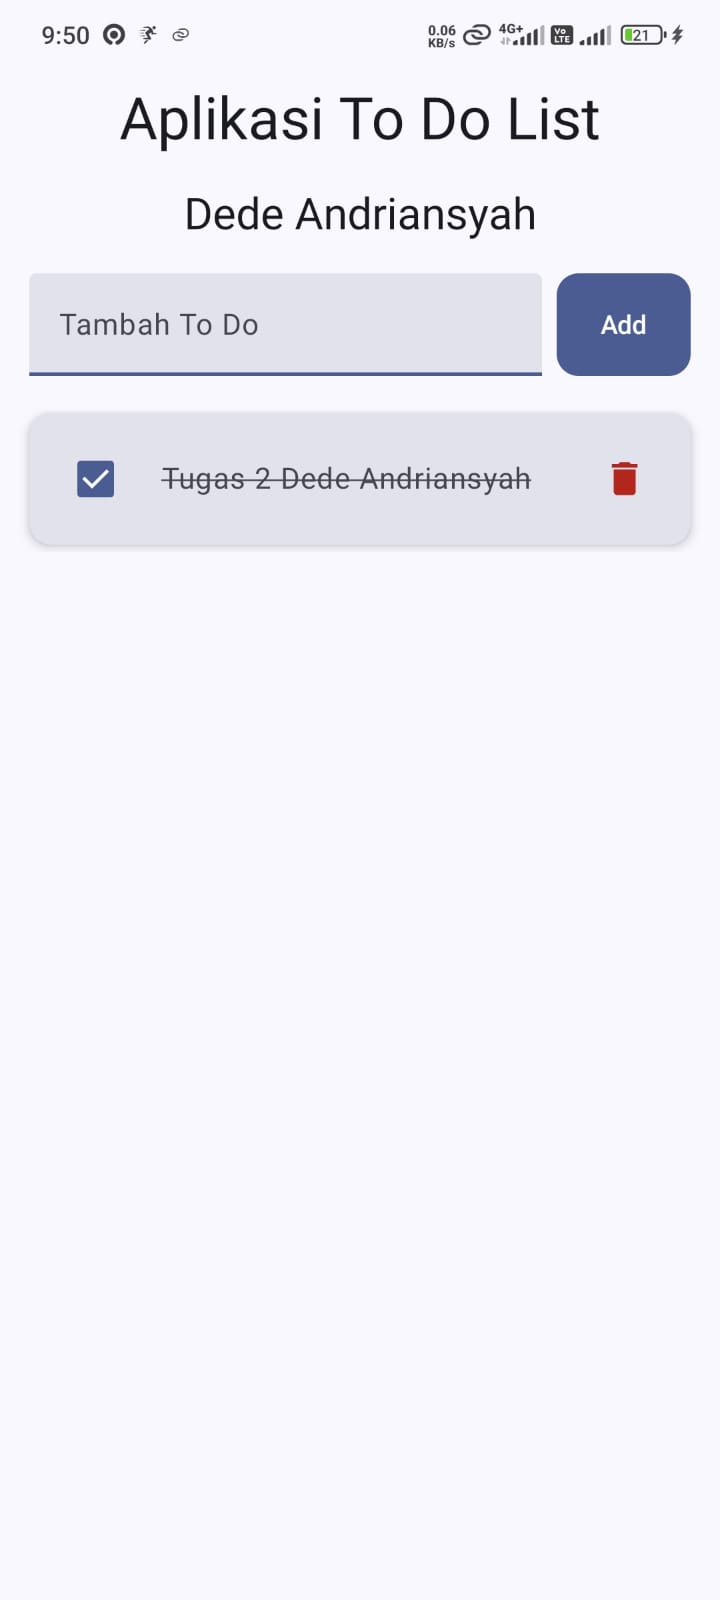 9:50 0.06 KB/s 4G+ Vo LTE 21
Aplikasi To Do List
Dede Andriansyah
Tambah To Do Add
Tugas 2 Dede Andriansyah